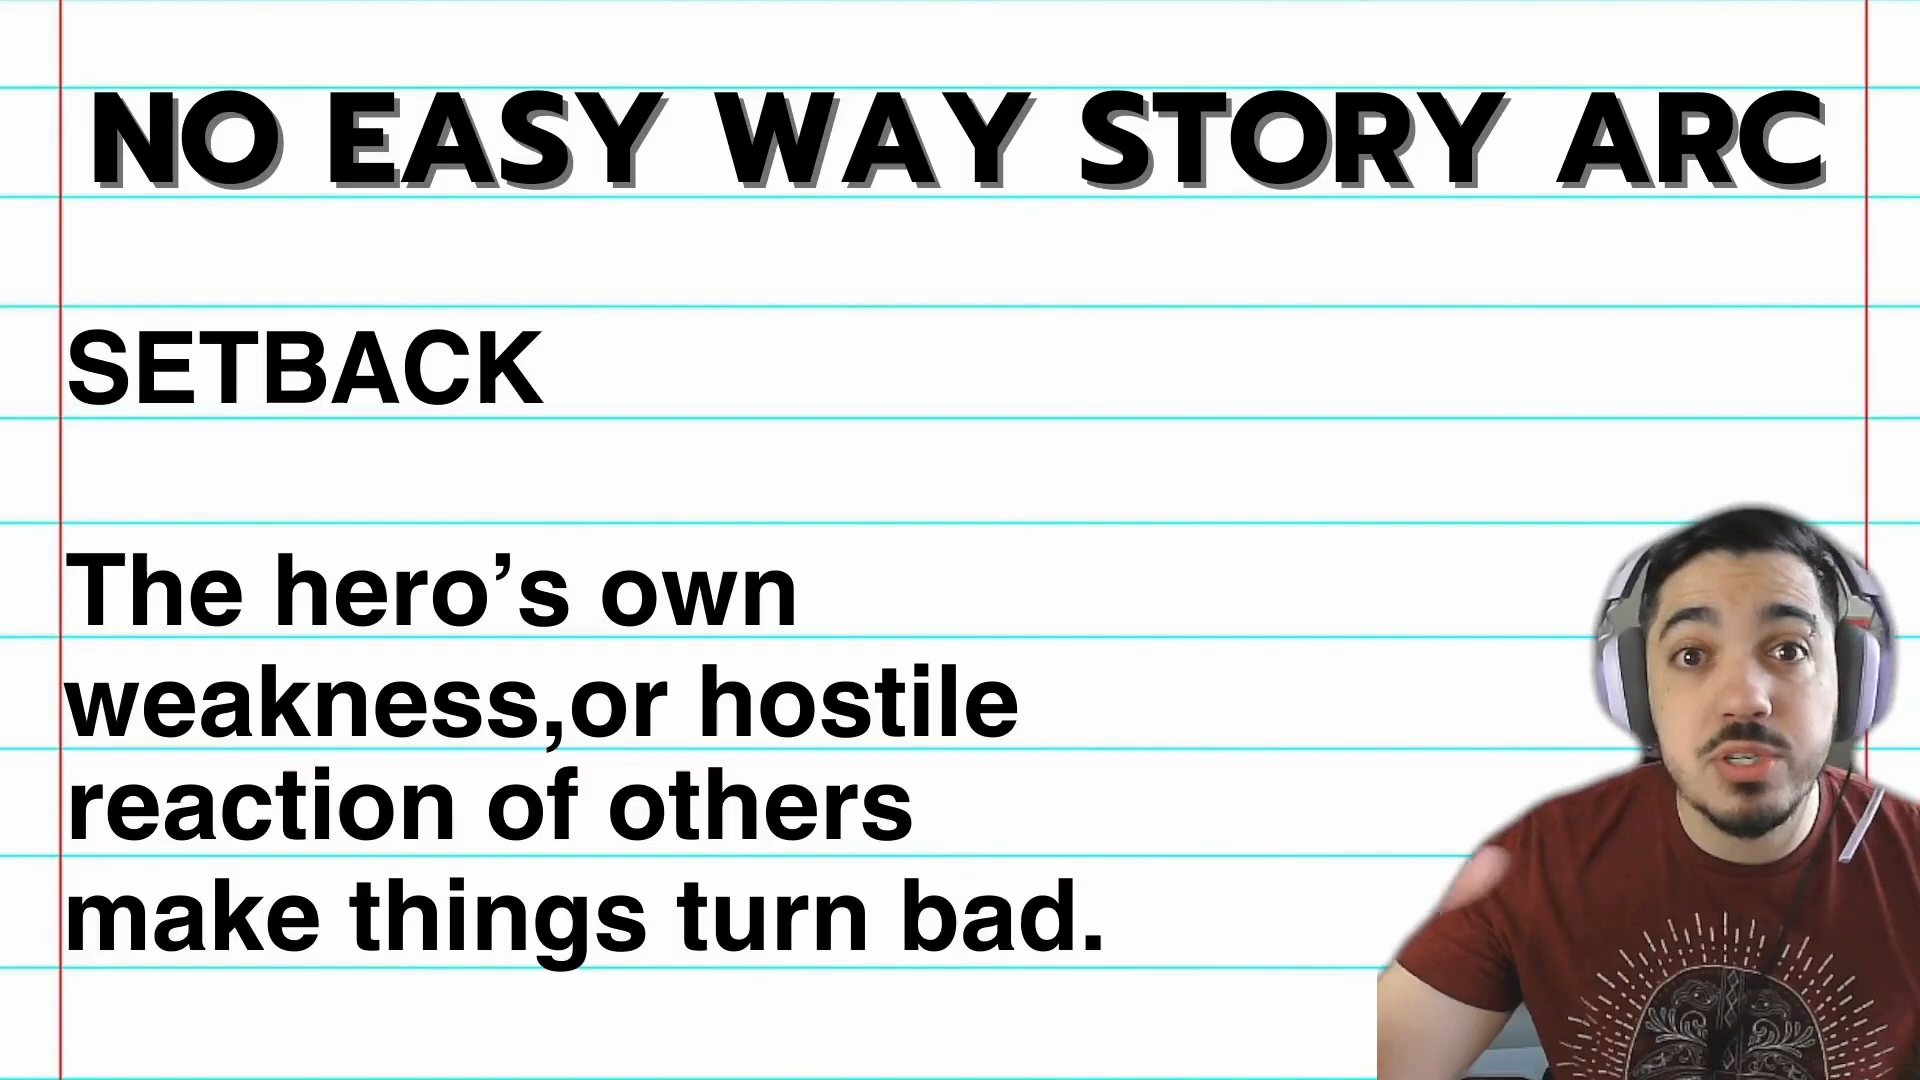 NO EASY WAY STORY ARC
SETBACK
The hero’s own
weakness,or hostile
reaction of others
make things turn bad.